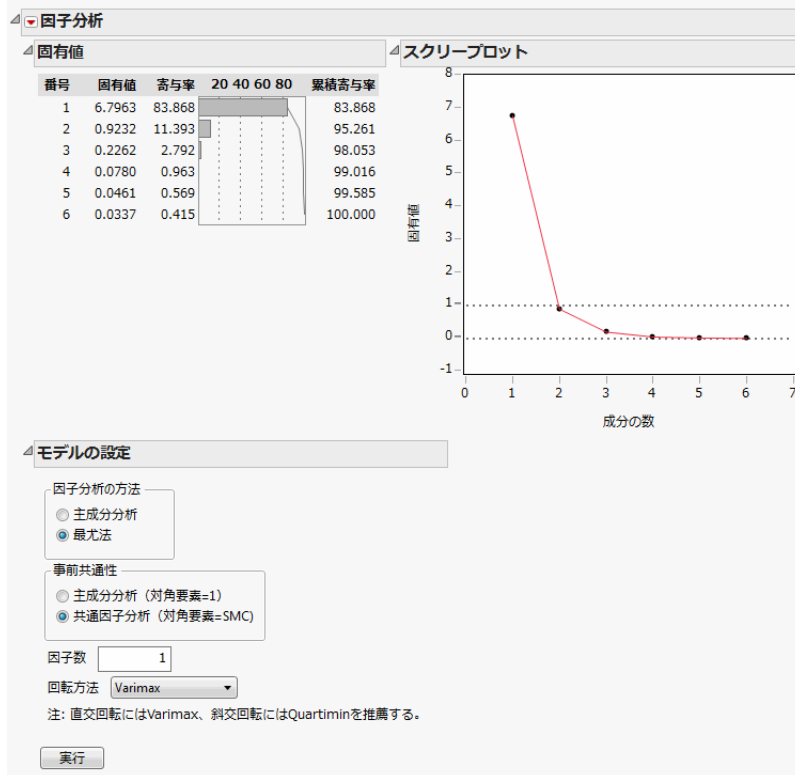 因子分析
固有値
番号 固有値 寄与率 20 40 60 80 累積寄与率
1 6.7963 83.868 83.868
2 0.9232 11.393 95.261
3 0.2262 2.792 98.053
4 0.0780 0.963 99.016
5 0.0461 0.569 99.585
6 0.0337 0.415 100.000
スクリープロット
8
7
6
5
4
3
2
1
0
-1
固有値
0 1 2 3 4 5 6 7
成分の数
モデルの設定
因子分析の方法
主成分分析
最尤法
事前共通性
主成分分析（対角要素=1）
共通因子分析（対角要素=SMC)
因子数 1
回転方法 Varimax
注: 直交回転にはVarimax、斜交回転にはQuartiminを推薦する。
実行